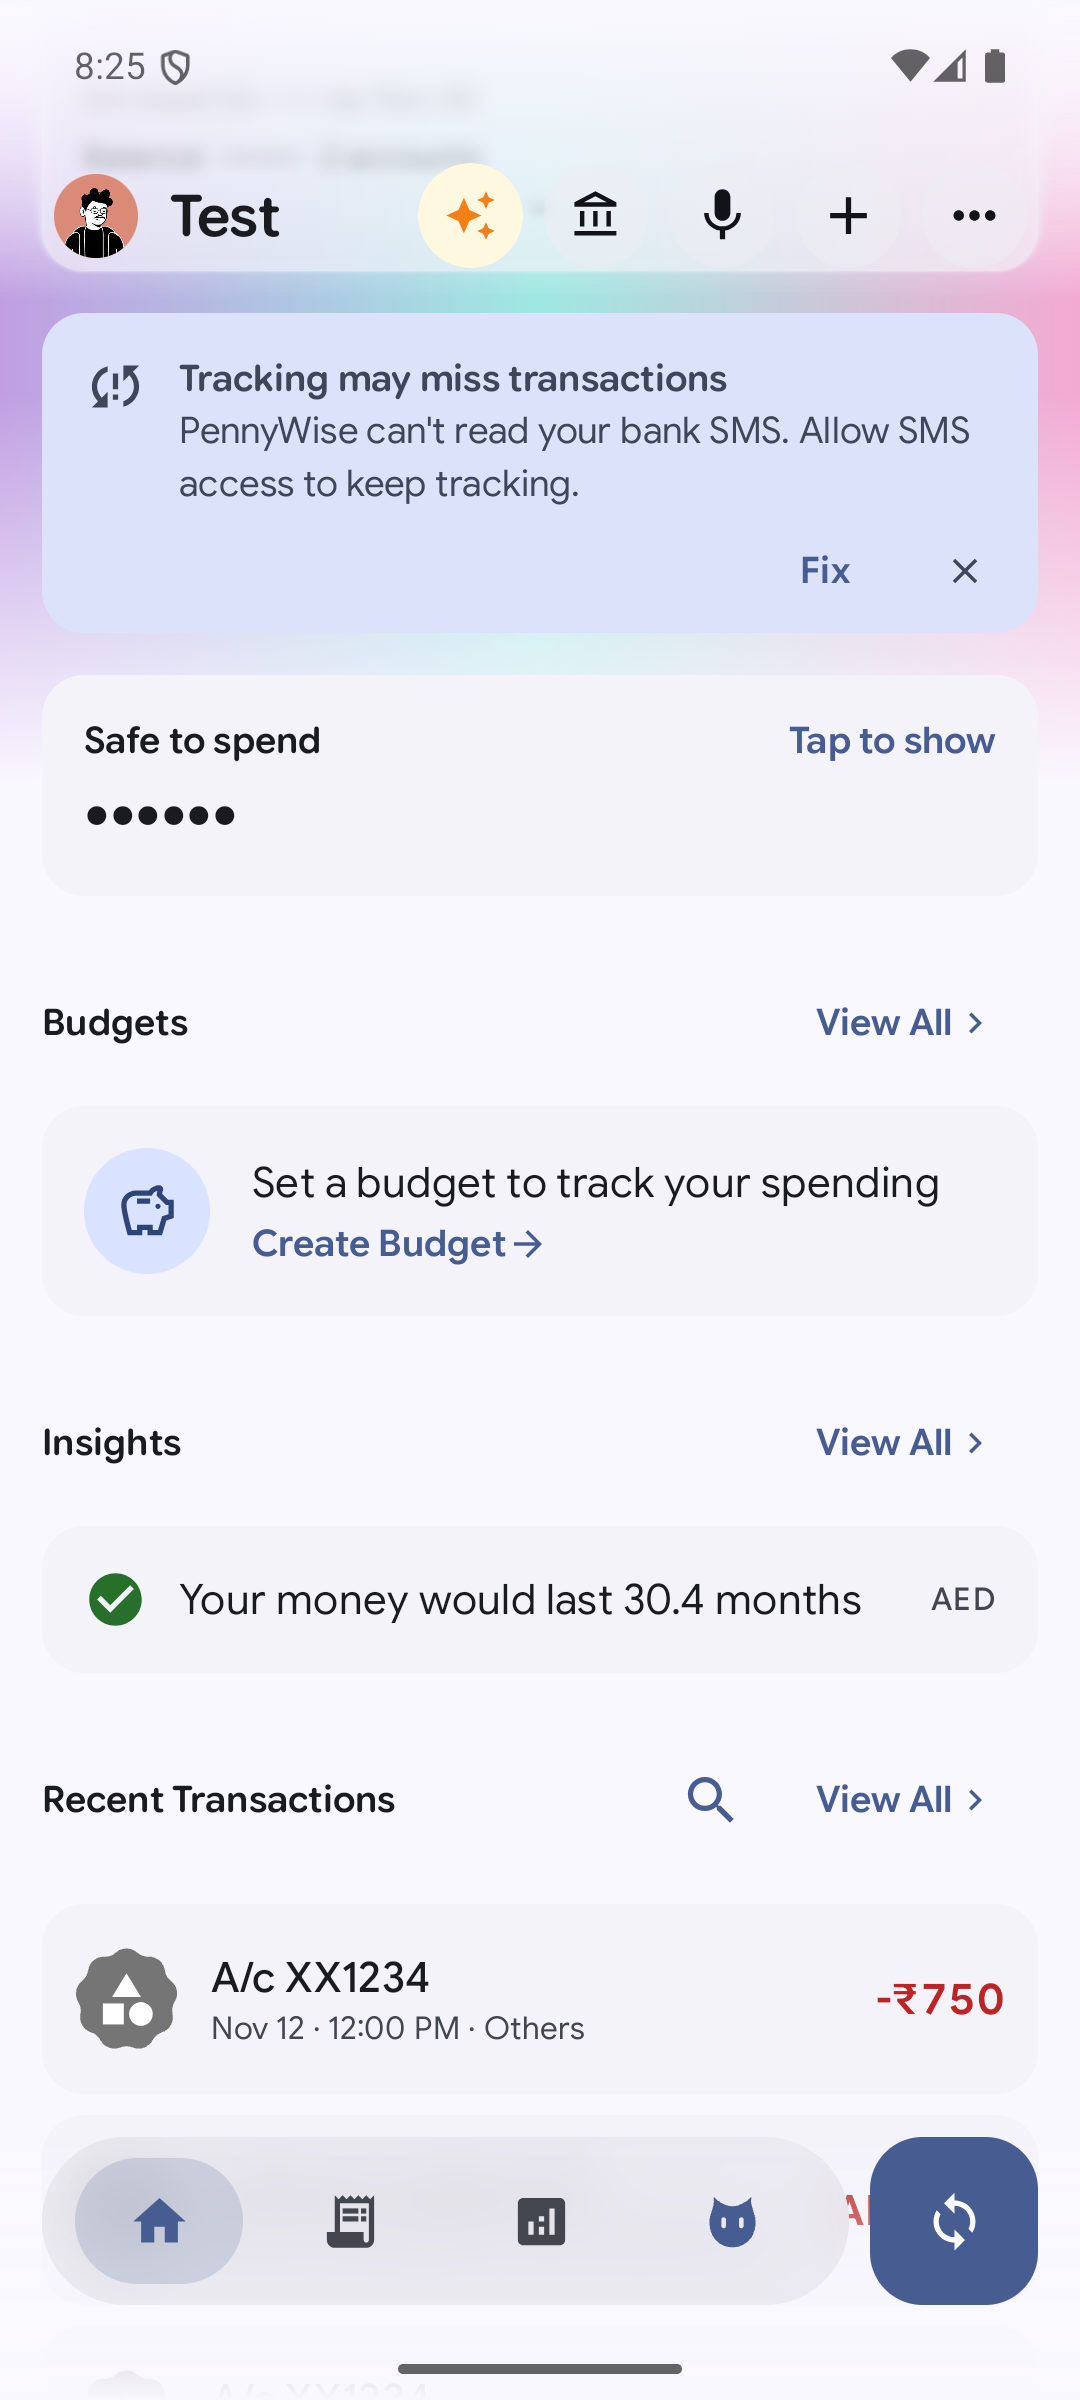 8:25
Test
Tracking may miss transactions
PennyWise can't read your bank SMS. Allow SMS
access to keep tracking.
Fix
Safe to spend
Tap to show
••••••
Budgets
View All
Set a budget to track your spending
Create Budget
Insights
View All
Your money would last 30.4 months
AED
Recent Transactions
View All
A/c XX1234
-₹750
Nov 12 · 12:00 PM · Others
A/c XX1234